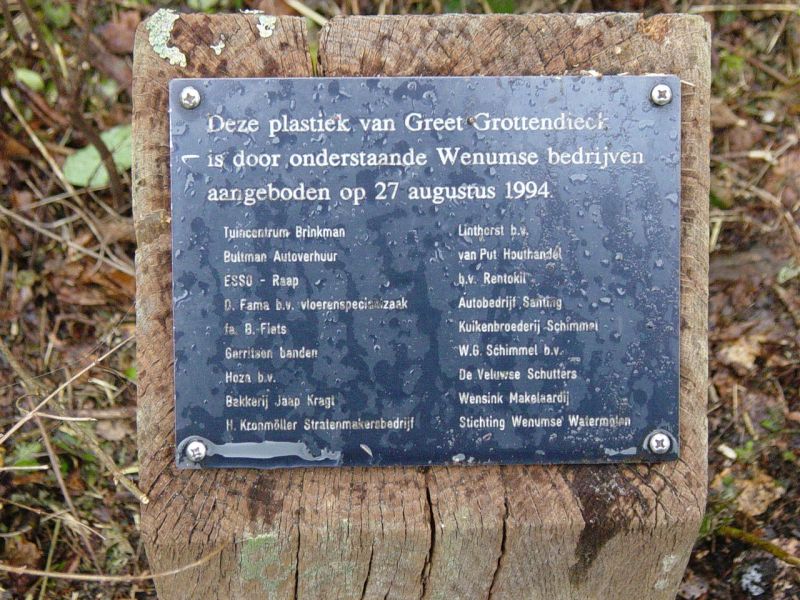 Deze plastiek van Greet Grottendieck
is door onderstaande Wenumse bedrijven
aangeboden op 27 augustus 1994.
Tuincentrum Brinkman
Bultman Autoverhuur
ESSO - Raap
D. Fama b.v. vloerenspeciaalzaak
fa. B. Fiets
Gerritsen banden
Hoza b.v.
Bakkerij Jaap Kragt
H. Kronmöller Stratenmakersbedrijf
Linthorst b.v.
van Put Houthandel
b.v. Rentokil
Autobedrijf Santing
Kuikenbroederij Schimmel
W.G. Schimmel b.v.
De Veluwse Schutters
Wensink Makelaardij
Stichting Wenumse Watermolen